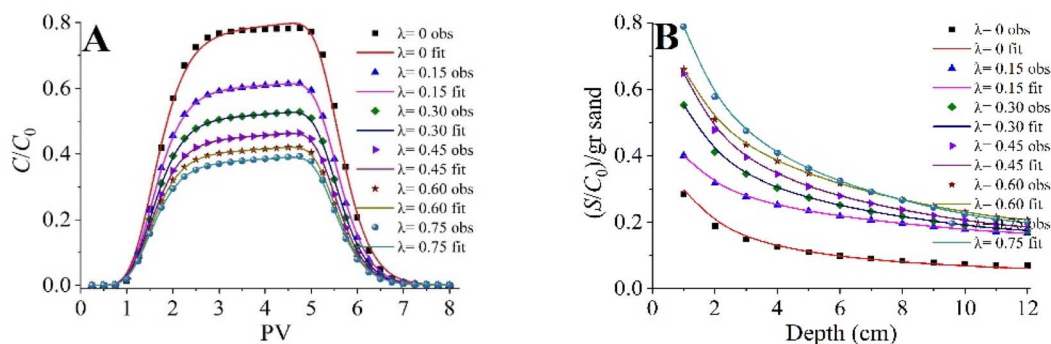 A
C/C0
0.8
0.6
0.4
0.2
0.0
0 1 2 3 4 5 6 7 8
PV
λ= 0 obs
λ= 0 fit
λ= 0.15 obs
λ= 0.15 fit
λ= 0.30 obs
λ= 0.30 fit
λ= 0.45 obs
λ= 0.45 fit
λ= 0.60 obs
λ= 0.60 fit
λ= 0.75 obs
λ= 0.75 fit
B
(S/C0)/gr sand
0.8
0.6
0.4
0.2
0.0
0 2 4 6 8 10 12
Depth (cm)
λ= 0 obs
λ= 0 fit
λ= 0.15 obs
λ= 0.15 fit
λ= 0.30 obs
λ= 0.30 fit
λ= 0.45 obs
λ= 0.45 fit
λ= 0.60 obs
λ= 0.60 fit
λ= 0.75 obs
λ= 0.75 fit